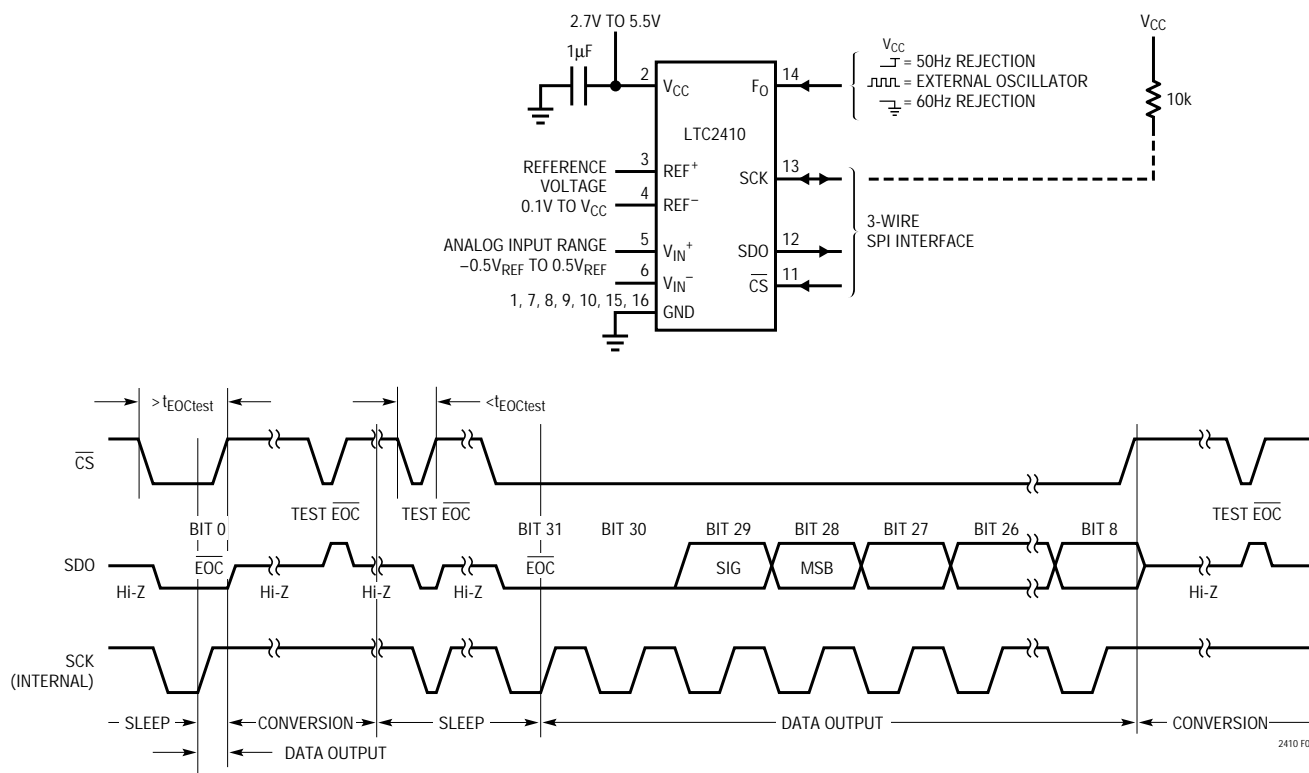 2.7V TO 5.5V
1µF
VCC
2
VCC
FO
14
VCC
= 50Hz REJECTION
= EXTERNAL OSCILLATOR
= 60Hz REJECTION
10k
LTC2410
REFERENCE
VOLTAGE
0.1V TO VCC
3
REF+
4
REF−
SCK
13
3-WIRE
SPI INTERFACE
ANALOG INPUT RANGE
−0.5VREF TO 0.5VREF
5
VIN+
6
VIN−
SDO
12
CS
11
1, 7, 8, 9, 10, 15, 16
GND
>tEOCtest
<tEOCtest
CS
TEST EOC
TEST EOC
TEST EOC
BIT 0
BIT 31
BIT 30
BIT 29
BIT 28
BIT 27
BIT 26
BIT 8
SDO
EOC
EOC
SIG
MSB
Hi-Z
Hi-Z
Hi-Z
Hi-Z
Hi-Z
SCK
(INTERNAL)
SLEEP
CONVERSION
SLEEP
DATA OUTPUT
CONVERSION
DATA OUTPUT